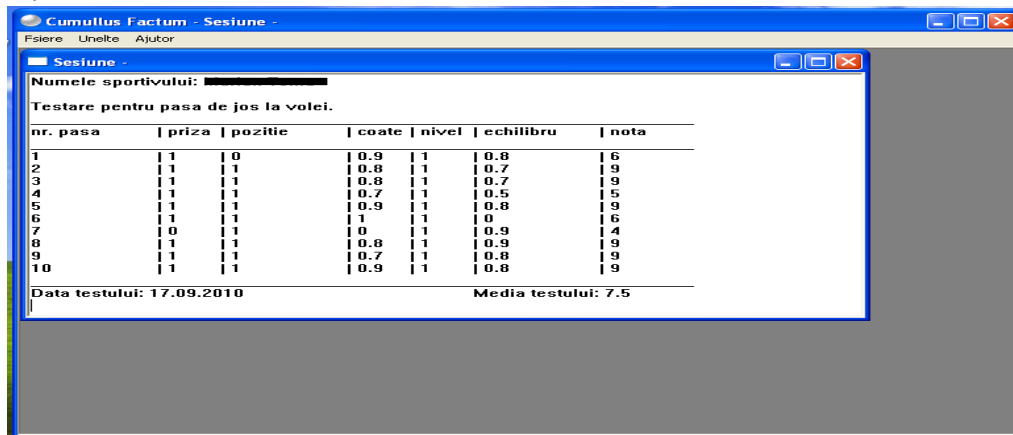 Cumullus Factum - Sesiune -
Fsiere Unelte Ajutor
Sesiune -
Numele sportivului:
Testare pentru pasa de jos la volei.
nr. pasa | priza | pozitie | coate | nivel | echilibru | nota
1 | 1 | 0 | 0.9 | 1 | 0.8 | 6
2 | 1 | 1 | 0.8 | 1 | 0.7 | 9
3 | 1 | 1 | 0.8 | 1 | 0.7 | 9
4 | 1 | 1 | 0.7 | 1 | 0.5 | 5
5 | 1 | 1 | 0.9 | 1 | 0.8 | 9
6 | 1 | 1 | 1 | 1 | 0 | 6
7 | 0 | 1 | 0 | 1 | 0.9 | 4
8 | 1 | 1 | 0.8 | 1 | 0.9 | 9
9 | 1 | 1 | 0.7 | 1 | 0.8 | 9
10 | 1 | 1 | 0.9 | 1 | 0.8 | 9
Data testului: 17.09.2010 Media testului: 7.5